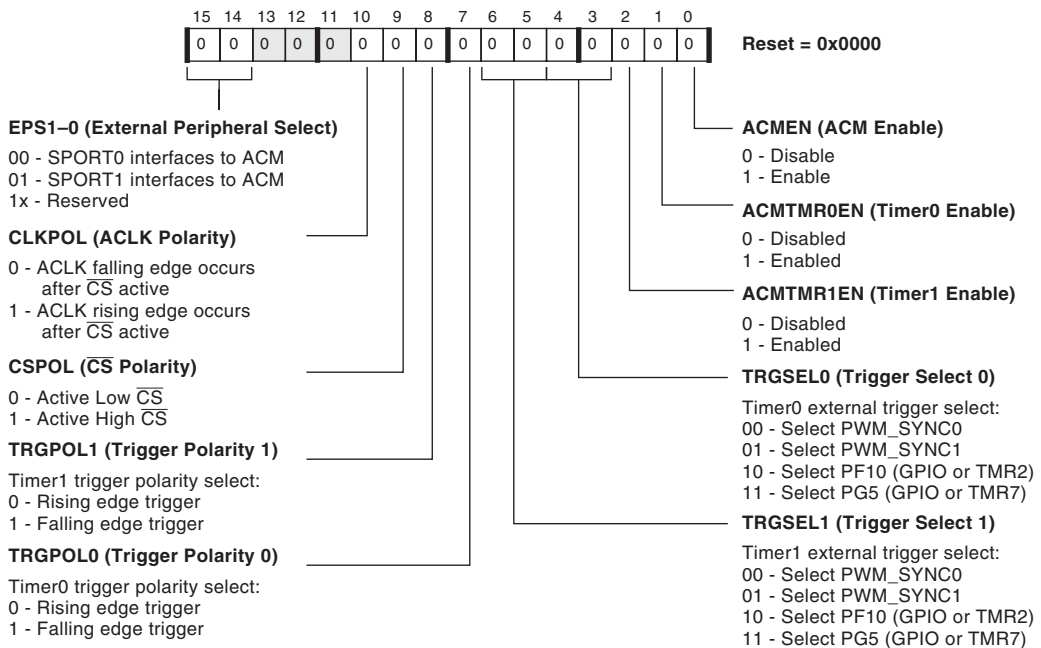 15 14 13 12 11 10 9 8 7 6 5 4 3 2 1 0
0 0 0 0 0 0 0 0 0 0 0 0 0 0 0 0
Reset = 0x0000
EPS1–0 (External Peripheral Select)
00 - SPORT0 interfaces to ACM
01 - SPORT1 interfaces to ACM
1x - Reserved
CLKPOL (ACLK Polarity)
0 - ACLK falling edge occurs
after CS active
1 - ACLK rising edge occurs
after CS active
CSPOL (CS Polarity)
0 - Active Low CS
1 - Active High CS
TRGPOL1 (Trigger Polarity 1)
Timer1 trigger polarity select:
0 - Rising edge trigger
1 - Falling edge trigger
TRGPOL0 (Trigger Polarity 0)
Timer0 trigger polarity select:
0 - Rising edge trigger
1 - Falling edge trigger
ACMEN (ACM Enable)
0 - Disable
1 - Enable
ACMTMR0EN (Timer0 Enable)
0 - Disabled
1 - Enabled
ACMTMR1EN (Timer1 Enable)
0 - Disabled
1 - Enabled
TRGSEL0 (Trigger Select 0)
Timer0 external trigger select:
00 - Select PWM_SYNC0
01 - Select PWM_SYNC1
10 - Select PF10 (GPIO or TMR2)
11 - Select PG5 (GPIO or TMR7)
TRGSEL1 (Trigger Select 1)
Timer1 external trigger select:
00 - Select PWM_SYNC0
01 - Select PWM_SYNC1
10 - Select PF10 (GPIO or TMR2)
11 - Select PG5 (GPIO or TMR7)